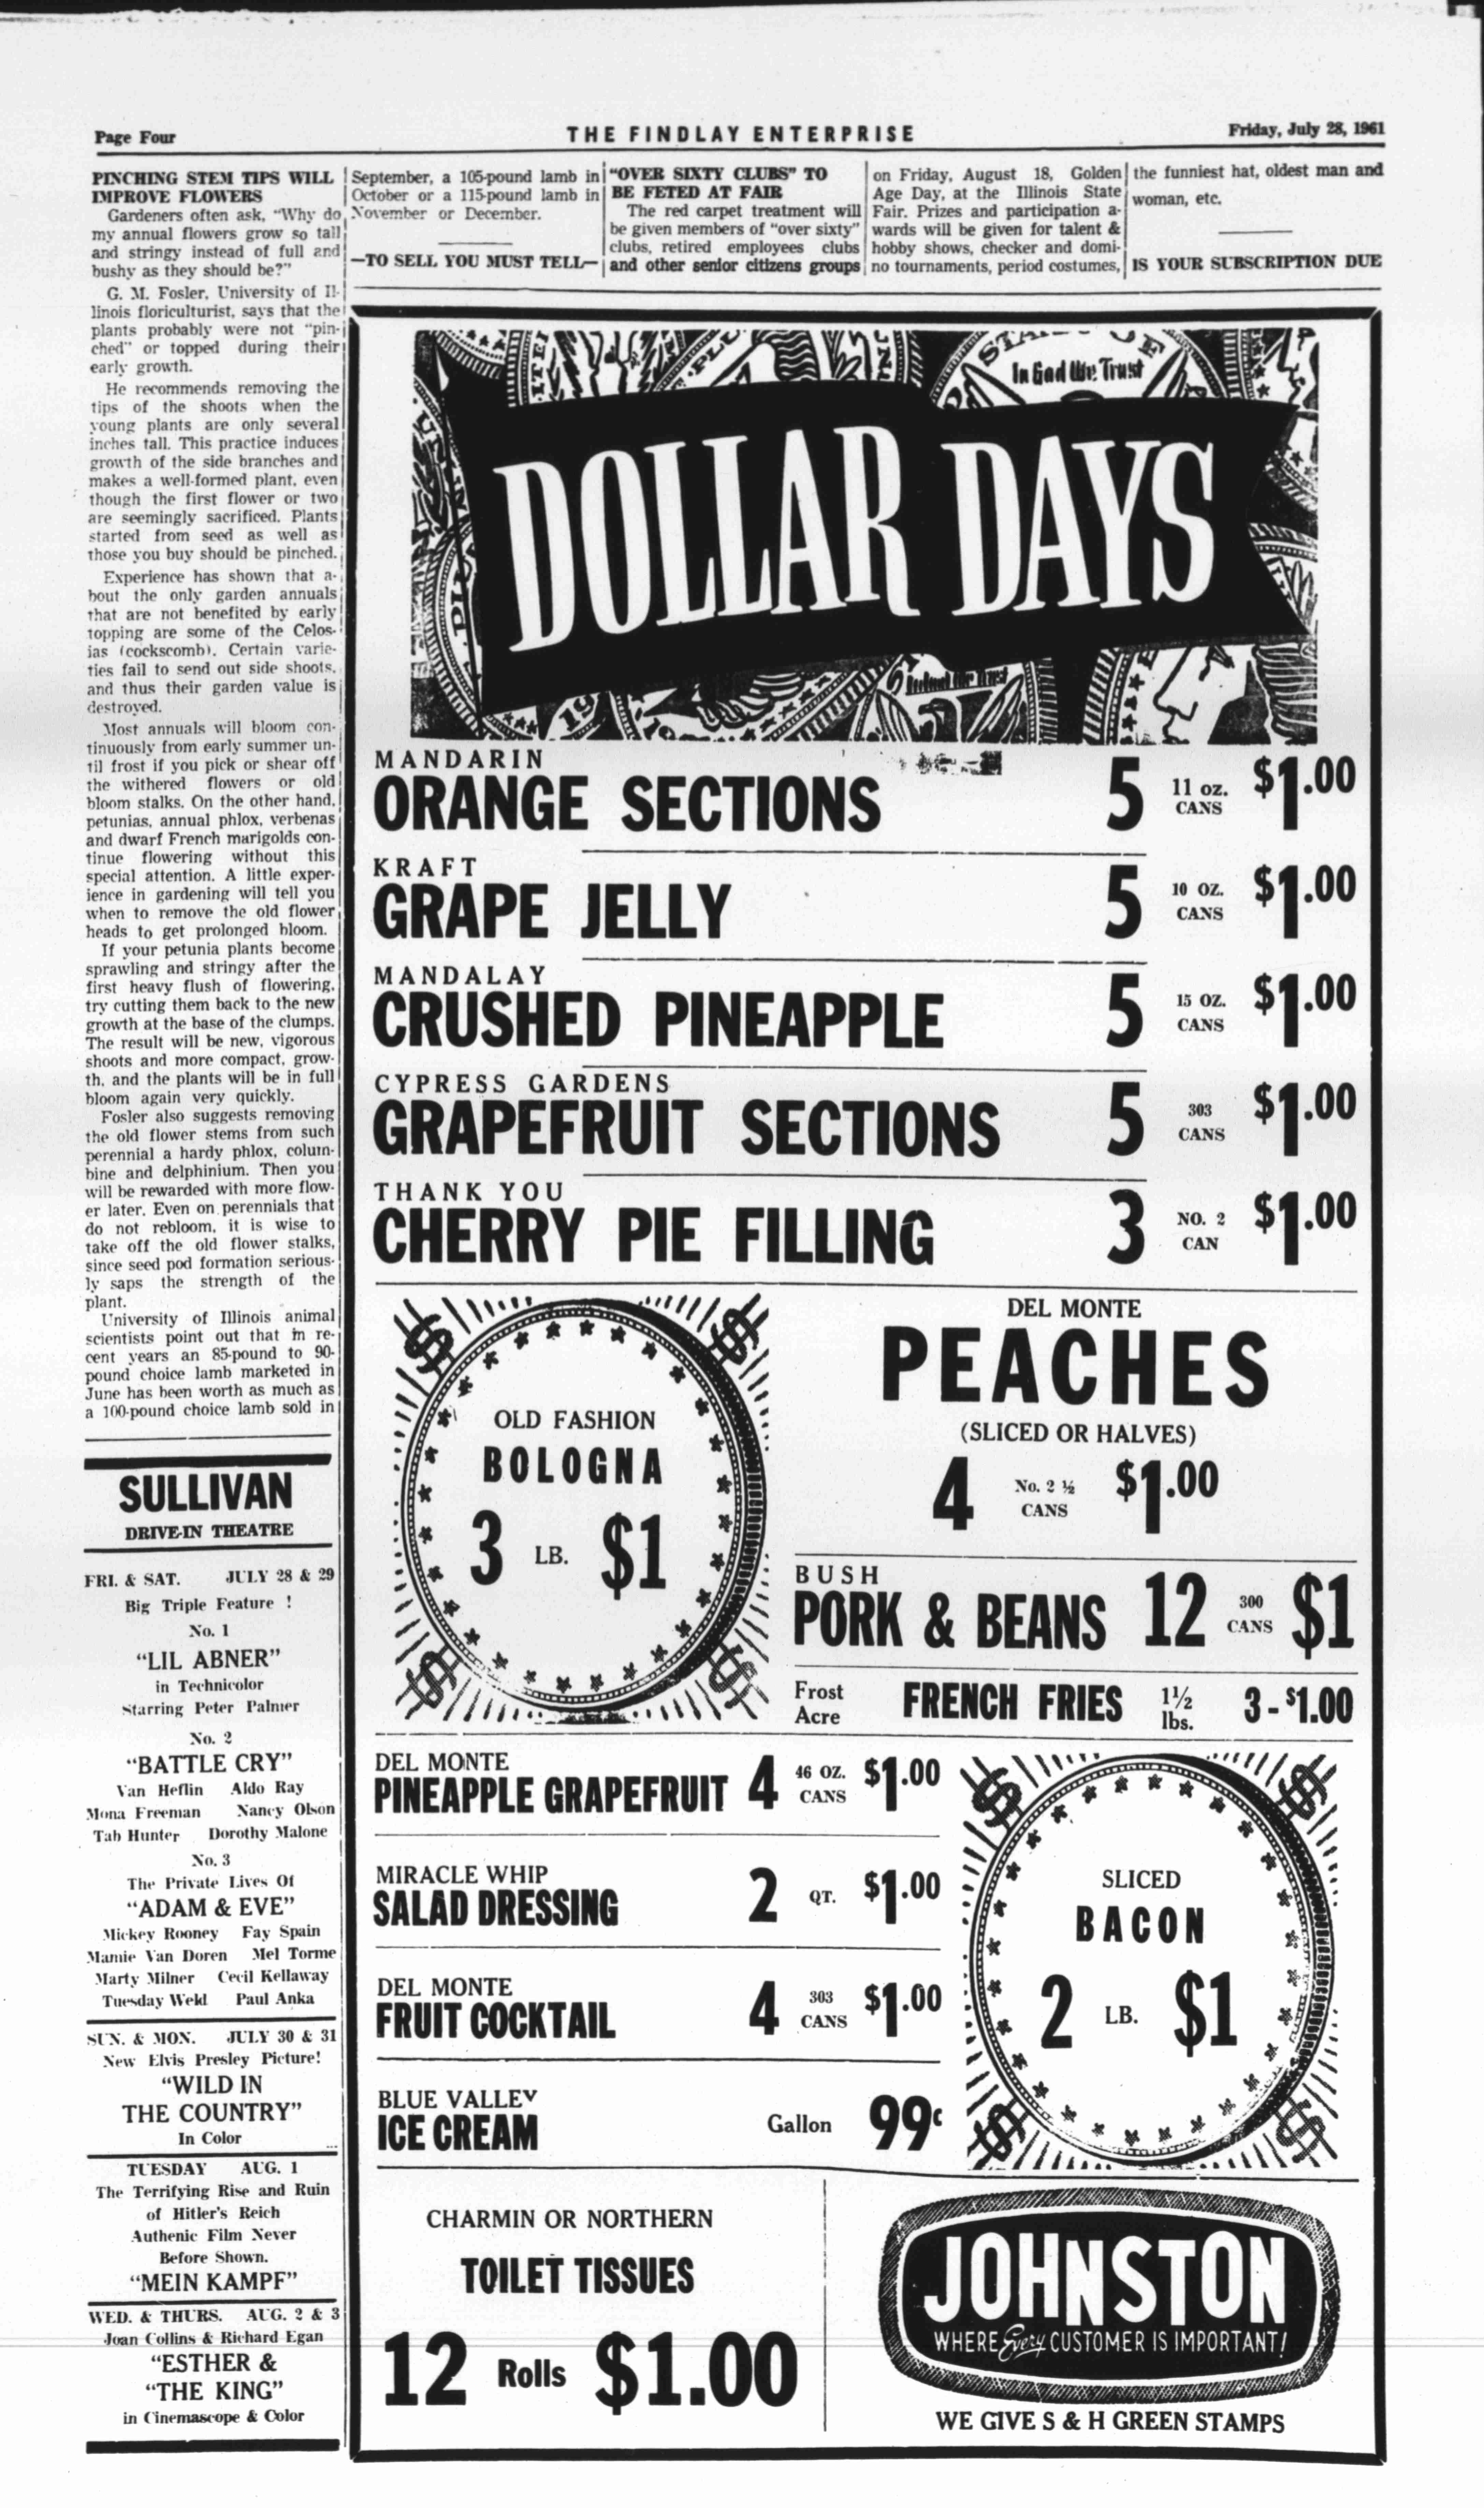 Page Four
THE FINDLAY ENTERPRISE
Friday, July 28, 1961
PINCHING STEM TIPS WILL
IMPROVE FLOWERS
Gardeners often ask, "Why do
my annual flowers grow so tall
and stringy instead of full and
bushy as they should be?"
G. M. Fosler, University of Il-
linois floriculturist, says that the
plants probably were not "pin-
ched" or topped during their
early growth.
He recommends removing the
tips of the shoots when the
young plants are only several
inches tall. This practice induces
growth of the side branches and
makes a well-formed plant, even
though the first flower or two
are seemingly sacrificed. Plants
started from seed as well as
those you buy should be pinched.
Experience has shown that a-
bout the only garden annuals
that are not benefited by early
topping are some of the Celos-
ias (cockscomb). Certain varie-
ties fail to send out side shoots,
and thus their garden value is
destroyed.
Most annuals will bloom con-
tinuously from early summer un-
til frost if you pick or shear off
the withered flowers or old
bloom stalks. On the other hand,
petunias, annual phlox, verbenas
and dwarf French marigolds con-
tinue flowering without this
special attention. A little exper-
ience in gardening will tell you
when to remove the old flower
heads to get prolonged bloom.
If your petunia plants become
sprawling and stringy after the
first heavy flush of flowering,
try cutting them back to the new
growth at the base of the clumps.
The result will be new, vigorous
shoots and more compact, grow-
th, and the plants will be in full
bloom again very quickly.
Fosler also suggests removing
the old flower stems from such
perennial a hardy phlox, colum-
bine and delphinium. Then you
will be rewarded with more flow-
er later. Even on perennials that
do not rebloom, it is wise to
take off the old flower stalks,
since seed pod formation serious-
ly saps the strength of the
plant.
University of Illinois animal
scientists point out that in re-
cent years an 85-pound to 90-
pound choice lamb marketed in
June has been worth as much as
a 100-pound choice lamb sold in
September, a 105-pound lamb in
October or a 115-pound lamb in
November or December.
—TO SELL YOU MUST TELL—
"OVER SIXTY CLUBS" TO
BE FETED AT FAIR
The red carpet treatment will
be given members of "over sixty"
clubs, retired employees clubs
and other senior citizens groups
on Friday, August 18, Golden
Age Day, at the Illinois State
Fair. Prizes and participation a-
wards will be given for talent &
hobby shows, checker and domi-
no tournaments, period costumes,
the funniest hat, oldest man and
woman, etc.
IS YOUR SUBSCRIPTION DUE
SULLIVAN
DRIVE-IN THEATRE
FRI. & SAT. JULY 28 & 29
Big Triple Feature !
No. 1
"LIL ABNER"
in Technicolor
Starring Peter Palmer
No. 2
"BATTLE CRY"
Van Heflin Aldo Ray
Mona Freeman Nancy Olson
Tab Hunter Dorothy Malone
No. 3
The Private Lives Of
"ADAM & EVE"
Mickey Rooney Fay Spain
Mamie Van Doren Mel Torme
Marty Milner Cecil Kellaway
Tuesday Weld Paul Anka
SUN. & MON. JULY 30 & 31
New Elvis Presley Picture!
"WILD IN
THE COUNTRY"
In Color
TUESDAY AUG. 1
The Terrifying Rise and Ruin
of Hitler's Reich
Authenic Film Never
Before Shown.
"MEIN KAMPF"
WED. & THURS. AUG. 2 & 3
Joan Collins & Richard Egan
"ESTHER &
"THE KING"
in Cinemascope & Color
In God We Trust
DOLLAR DAYS
MANDARIN
ORANGE SECTIONS 5 11 oz. CANS $1.00
KRAFT
GRAPE JELLY 5 10 OZ. CANS $1.00
MANDALAY
CRUSHED PINEAPPLE 5 15 OZ. CANS $1.00
CYPRESS GARDENS
GRAPEFRUIT SECTIONS 5 303 CANS $1.00
THANK YOU
CHERRY PIE FILLING 3 NO. 2 CAN $1.00
OLD FASHION
BOLOGNA
3 LB. $1
DEL MONTE
PEACHES
(SLICED OR HALVES)
4 No. 2 ½ CANS $1.00
BUSH
PORK & BEANS 12 300 CANS $1
Frost Acre FRENCH FRIES 1½ lbs. 3 - $1.00
DEL MONTE
PINEAPPLE GRAPEFRUIT 4 46 OZ. CANS $1.00
MIRACLE WHIP
SALAD DRESSING 2 QT. $1.00
DEL MONTE
FRUIT COCKTAIL 4 303 CANS $1.00
BLUE VALLEY
ICE CREAM Gallon 99c
SLICED
BACON
2 LB. $1
CHARMIN OR NORTHERN
TOILET TISSUES
12 Rolls $1.00
JOHNSTON
WHERE Every CUSTOMER IS IMPORTANT!
WE GIVE S & H GREEN STAMPS